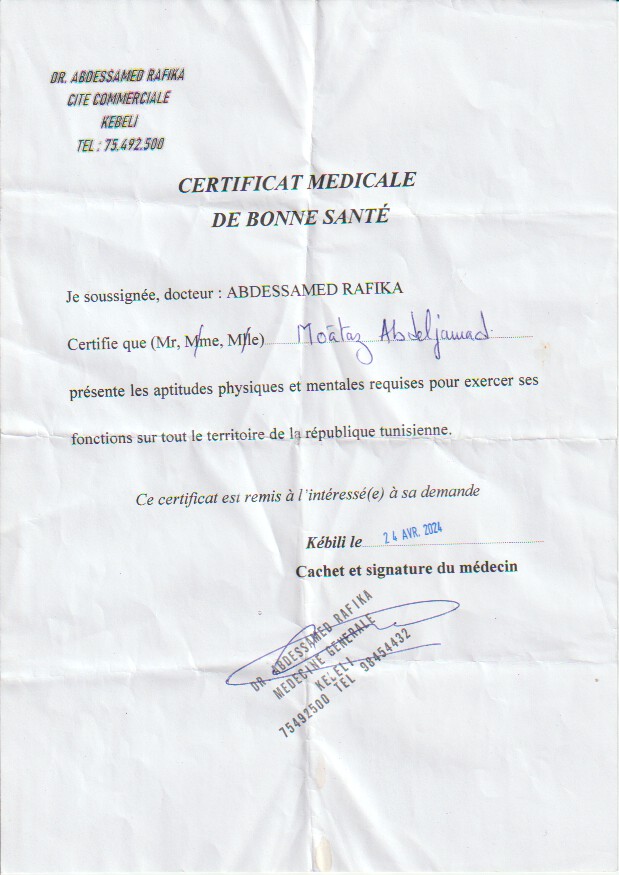 DR. ABDESSAMED RAFIKA
CITE COMMERCIALE
KEBELI
TEL : 75.492.500
CERTIFICAT MEDICALE
DE BONNE SANTÉ
Je soussignée, docteur : ABDESSAMED RAFIKA
Certifie que (Mr, Mme, Mlle) Moâtaz Abdeljawad
présente les aptitudes physiques et mentales requises pour exercer ses
fonctions sur tout le territoire de la république tunisienne.
Ce certificat est remis à l'intéressé(e) à sa demande
Kébili le 24 AVR. 2024
Cachet et signature du médecin
DR ABDESSAMED RAFIKA
MEDECINE GENERALE
KELELI
75492500 TEL 98454432